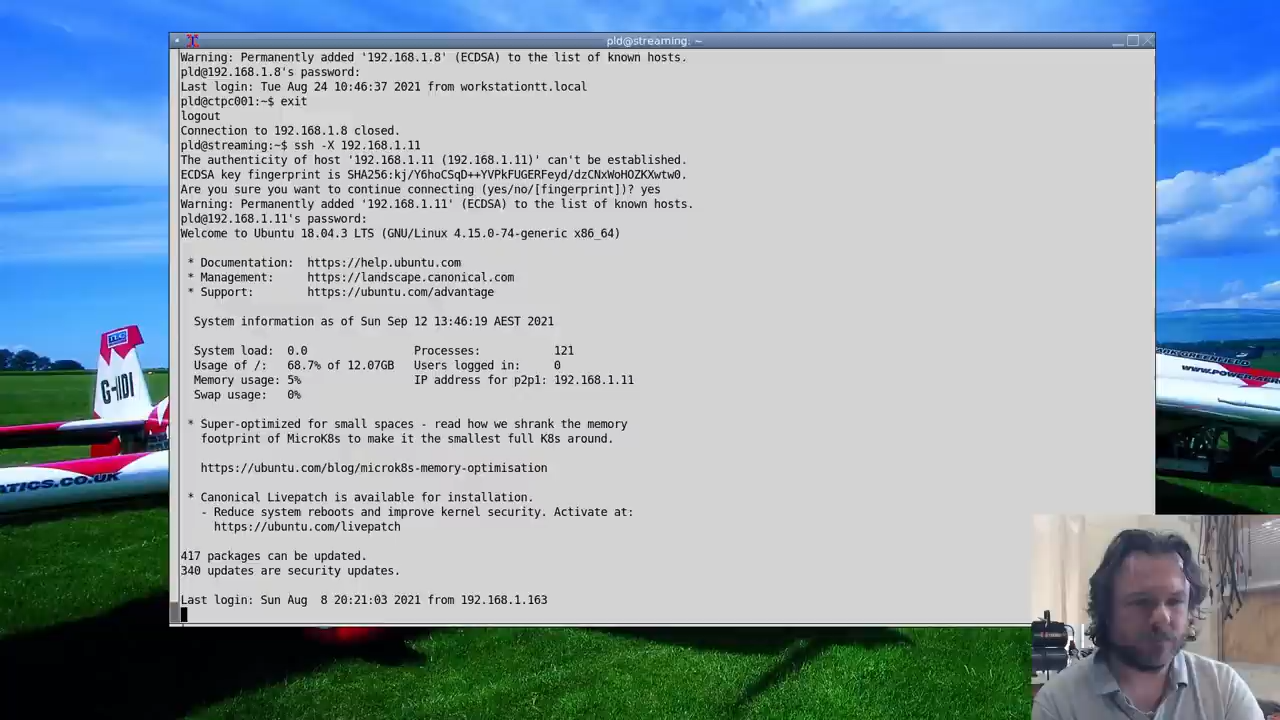 pld@streaming: ~
Warning: Permanently added '192.168.1.8' (ECDSA) to the list of known hosts.
pld@192.168.1.8's password:
Last login: Tue Aug 24 10:46:37 2021 from workstationtt.local
pld@ctpc001:~$ exit
logout
Connection to 192.168.1.8 closed.
pld@streaming:~$ ssh -X 192.168.1.11
The authenticity of host '192.168.1.11 (192.168.1.11)' can't be established.
ECDSA key fingerprint is SHA256:kj/Y6hoCSqD++YVPkFUGERFeyd/dzCNxWoHOZKXwtw0.
Are you sure you want to continue connecting (yes/no/[fingerprint])? yes
Warning: Permanently added '192.168.1.11' (ECDSA) to the list of known hosts.
pld@192.168.1.11's password:
Welcome to Ubuntu 18.04.3 LTS (GNU/Linux 4.15.0-74-generic x86_64)
* Documentation: https://help.ubuntu.com
* Management: https://landscape.canonical.com
* Support: https://ubuntu.com/advantage
System information as of Sun Sep 12 13:46:19 AEST 2021
System load: 0.0 Processes: 121
Usage of /: 68.7% of 12.07GB Users logged in: 0
Memory usage: 5% IP address for p2p1: 192.168.1.11
Swap usage: 0%
* Super-optimized for small spaces - read how we shrank the memory
footprint of MicroK8s to make it the smallest full K8s around.
https://ubuntu.com/blog/microk8s-memory-optimisation
* Canonical Livepatch is available for installation.
- Reduce system reboots and improve kernel security. Activate at:
https://ubuntu.com/livepatch
417 packages can be updated.
340 updates are security updates.
Last login: Sun Aug 8 20:21:03 2021 from 192.168.1.163
G-IIDI
ATICS.CO.UK
ARK GREENFIELD
WWW.POWER-AER